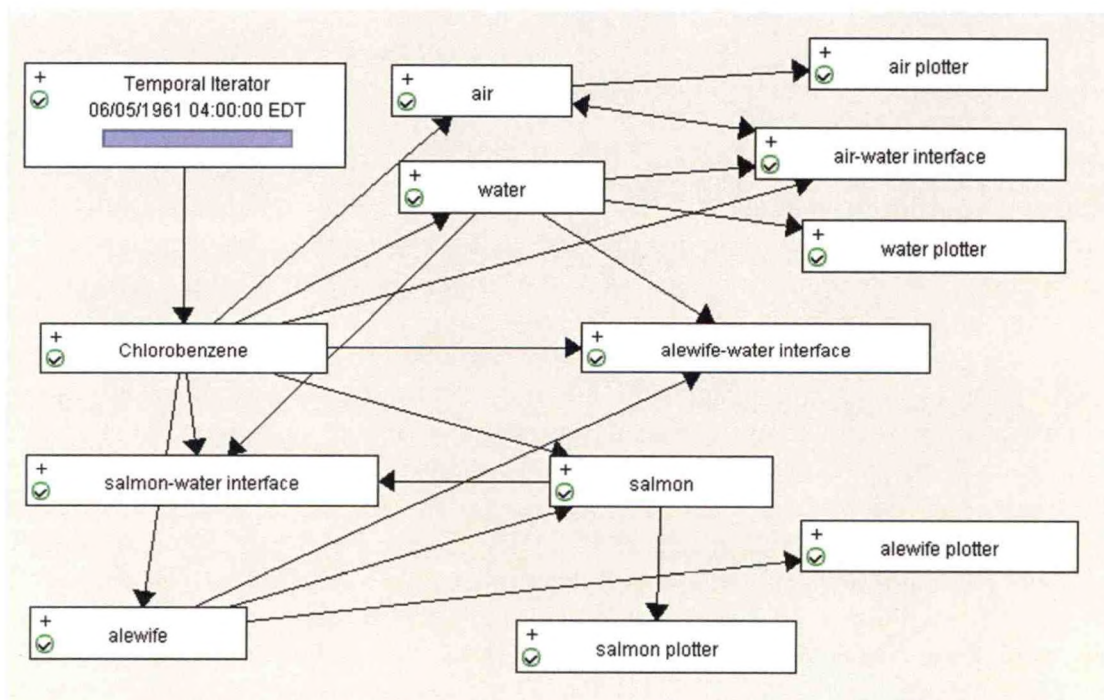 +
Temporal Iterator
06/05/1961 04:00:00 EDT
+
air
+
air plotter
+
air-water interface
+
water
+
water plotter
+
Chlorobenzene
+
alewife-water interface
+
salmon-water interface
+
salmon
+
alewife plotter
+
alewife
+
salmon plotter